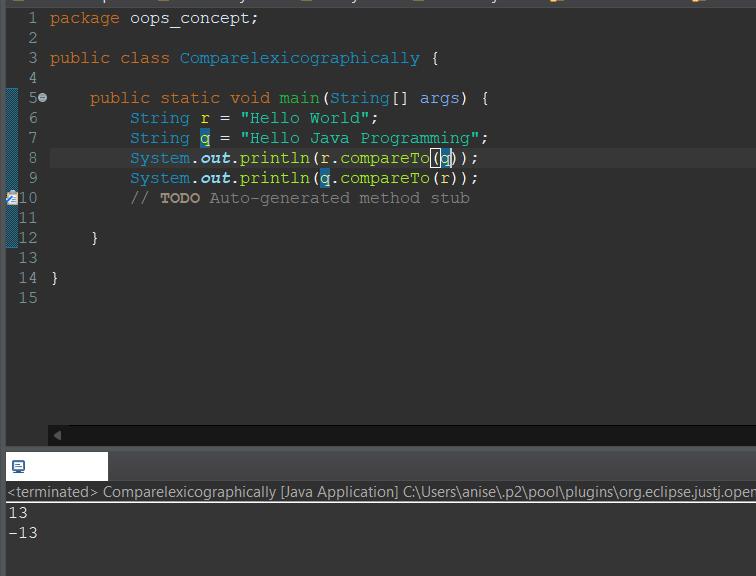 1 package oops_concept;
2
3 public class Comparelexicographically {
4
5 public static void main(String[] args) {
6 String r = "Hello World";
7 String q = "Hello Java Programming";
8 System.out.println(r.compareTo(q));
9 System.out.println(q.compareTo(r));
10 // TODO Auto-generated method stub
11
12 }
13
14 }
15
<terminated> Comparelexicographically [Java Application] C:\Users\anise\.p2\pool\plugins\org.eclipse.justj.open
13
-13